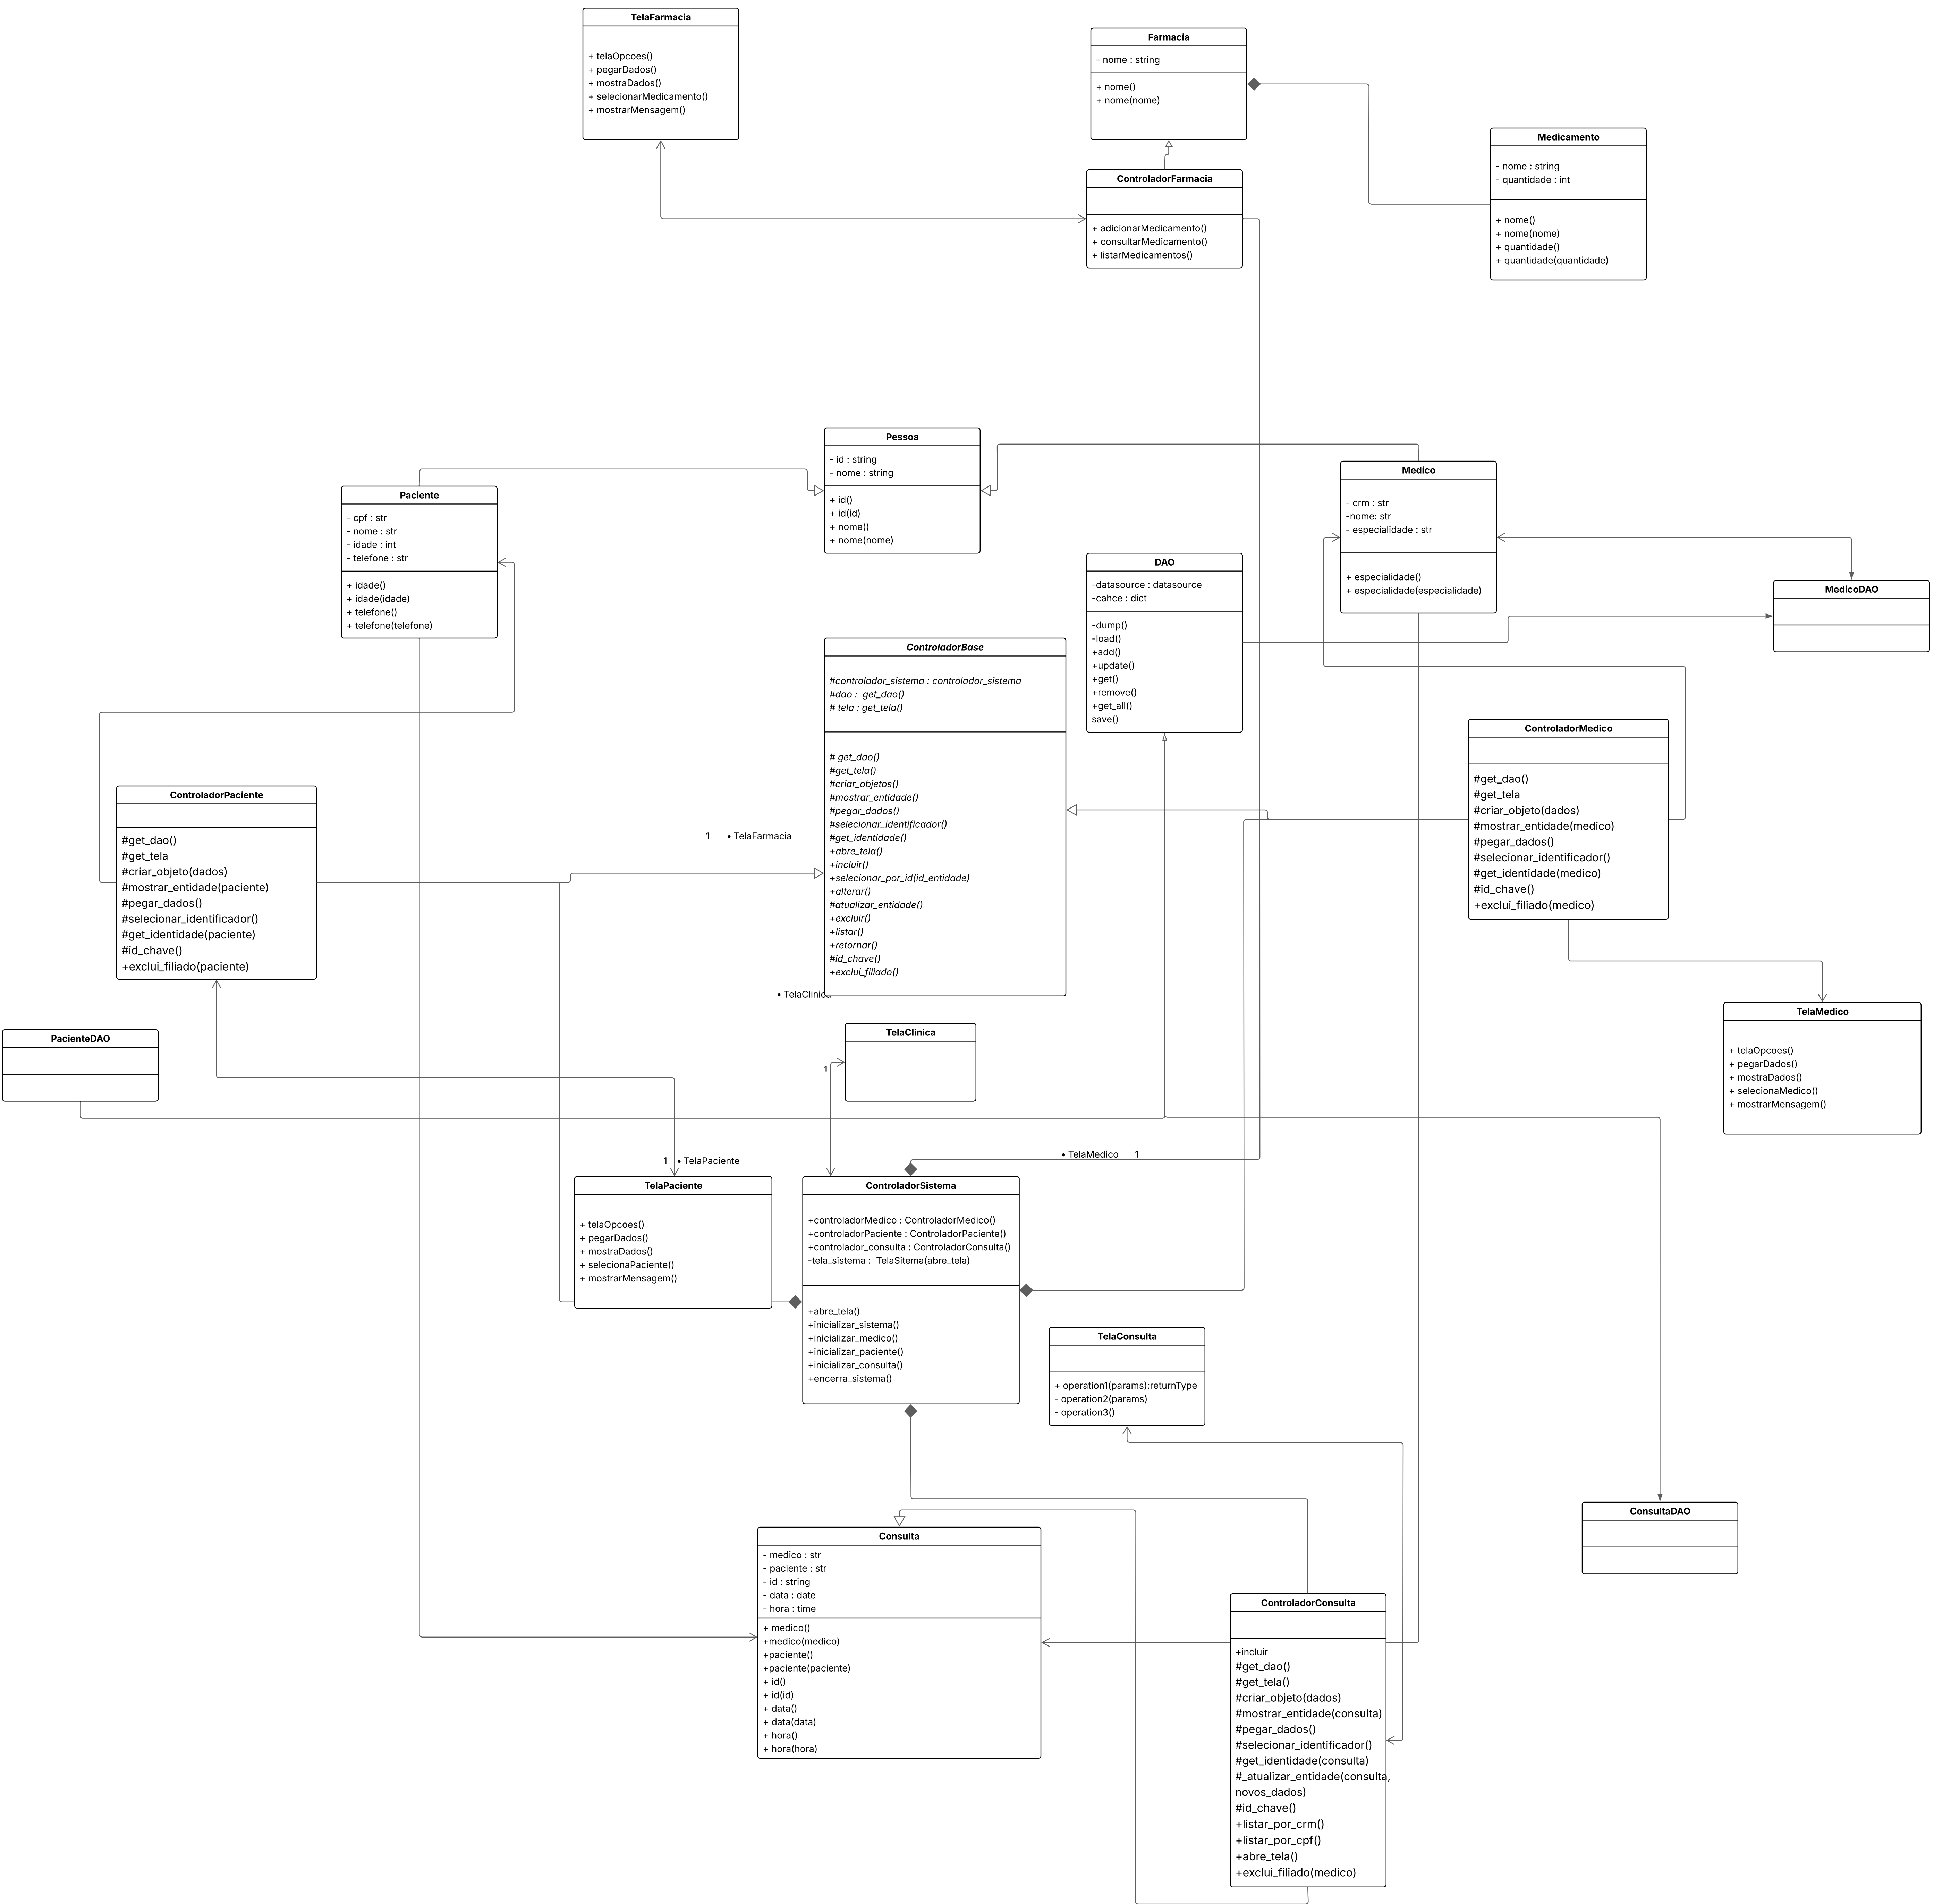 TelaFarmacia
+ telaOpcoes()
+ pegarDados()
+ mostraDados()
+ selecionarMedicamento()
+ mostrarMensagem()
Farmacia
- nome : string
+ nome()
+ nome(nome)
Medicamento
- nome : string
- quantidade : int
+ nome()
+ nome(nome)
+ quantidade()
+ quantidade(quantidade)
ControladorFarmacia
+ adicionarMedicamento()
+ consultarMedicamento()
+ listarMedicamentos()
Pessoa
- id : string
- nome : string
+ id()
+ id(id)
+ nome()
+ nome(nome)
Medico
- crm : str
-nome: str
- especialidade : str
+ especialidade()
+ especialidade(especialidade)
Paciente
- cpf : str
- nome : str
- idade : int
- telefone : str
+ idade()
+ idade(idade)
+ telefone()
+ telefone(telefone)
DAO
-datasource : datasource
-cahce : dict
-dump()
-load()
+add()
+update()
+get()
+remove()
+get_all()
save()
MedicoDAO
ControladorBase
#controlador_sistema : controlador_sistema
#dao :  get_dao()
# tela : get_tela()
# get_dao()
#get_tela()
#criar_objetos()
#mostrar_entidade()
#pegar_dados()
#selecionar_identificador()
#get_identidade()
+abre_tela()
+incluir()
+selecionar_por_id(id_entidade)
+alterar()
#atualizar_entidade()
+excluir()
+listar()
+retornar()
#id_chave()
+exclui_filiado()
ControladorMedico
#get_dao()
#get_tela
#criar_objeto(dados)
#mostrar_entidade(medico)
#pegar_dados()
#selecionar_identificador()
#get_identidade(medico)
#id_chave()
+exclui_filiado(medico)
ControladorPaciente
#get_dao()
#get_tela
#criar_objeto(dados)
#mostrar_entidade(paciente)
#pegar_dados()
#selecionar_identificador()
#get_identidade(paciente)
#id_chave()
+exclui_filiado(paciente)
1 • TelaFarmacia
• TelaClinica
TelaMedico
+ telaOpcoes()
+ pegarDados()
+ mostraDados()
+ selecionaMedico()
+ mostrarMensagem()
PacienteDAO
TelaClinica
1
1 • TelaPaciente
• TelaMedico 1
TelaPaciente
+ telaOpcoes()
+ pegarDados()
+ mostraDados()
+ selecionaPaciente()
+ mostrarMensagem()
ControladorSistema
+controladorMedico : ControladorMedico()
+controladorPaciente : ControladorPaciente()
+controlador_consulta : ControladorConsulta()
-tela_sistema :  TelaSitema(abre_tela)
+abre_tela()
+inicializar_sistema()
+inicializar_medico()
+inicializar_paciente()
+inicializar_consulta()
+encerra_sistema()
TelaConsulta
+ operation1(params):returnType
- operation2(params)
- operation3()
ConsultaDAO
Consulta
- medico : str
- paciente : str
- id : string
- data : date
- hora : time
+ medico()
+medico(medico)
+paciente()
+paciente(paciente)
+ id()
+ id(id)
+ data()
+ data(data)
+ hora()
+ hora(hora)
ControladorConsulta
+incluir
#get_dao()
#get_tela()
#criar_objeto(dados)
#mostrar_entidade(consulta)
#pegar_dados()
#selecionar_identificador()
#get_identidade(consulta)
#_atualizar_entidade(consulta,
novos_dados)
#id_chave()
+listar_por_crm()
+listar_por_cpf()
+abre_tela()
+exclui_filiado(medico)